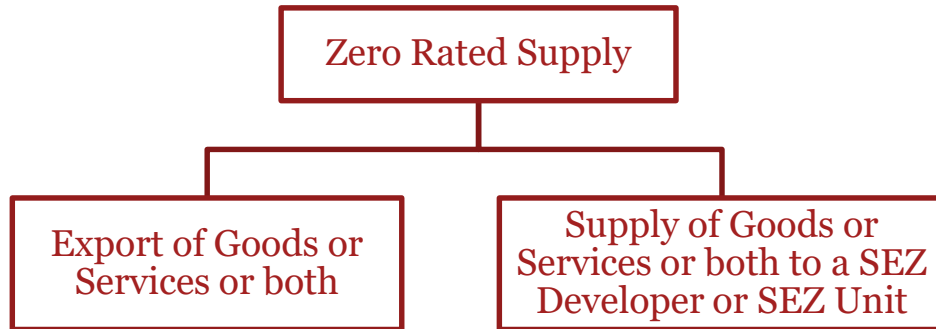 Zero Rated Supply
Export of Goods or
Services or both
Supply of Goods or
Services or both to a SEZ
Developer or SEZ Unit